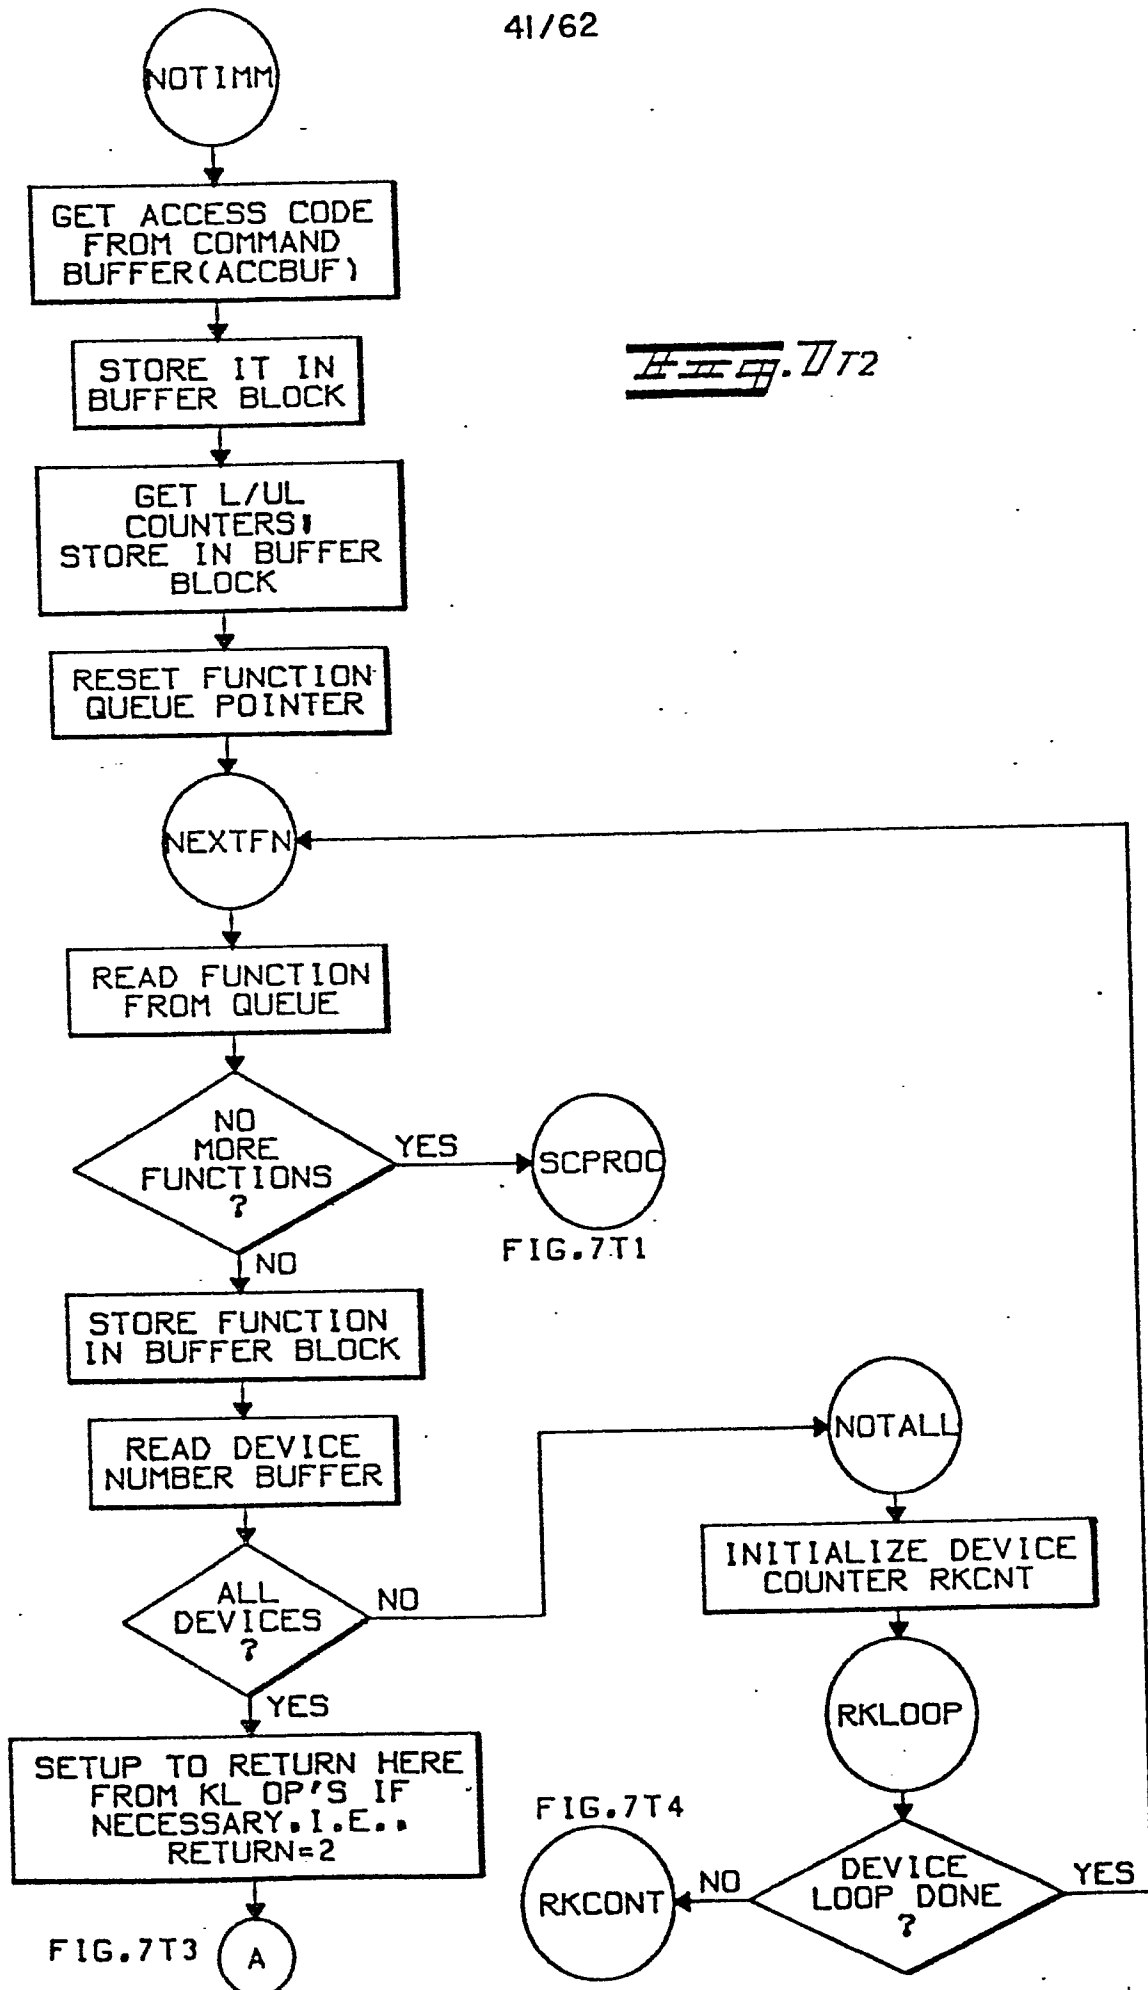 41/62
NOTIMM
GET ACCESS CODE
FROM COMMAND
BUFFER(ACCBUF)
STORE IT IN
BUFFER BLOCK
Fig. 7T2
GET L/UL
COUNTERS;
STORE IN BUFFER
BLOCK
RESET FUNCTION
QUEUE POINTER
NEXTFN
READ FUNCTION
FROM QUEUE
NO
MORE
FUNCTIONS
?
YES
SCPROC
FIG.7T1
NO
STORE FUNCTION
IN BUFFER BLOCK
READ DEVICE
NUMBER BUFFER
ALL
DEVICES
?
NO
NOTALL
INITIALIZE DEVICE
COUNTER RKCNT
RKLOOP
DEVICE
LOOP DONE
?
YES
NO
FIG.7T4
RKCONT
YES
SETUP TO RETURN HERE
FROM KL OP'S IF
NECESSARY.I.E..
RETURN=2
FIG.7T3
A